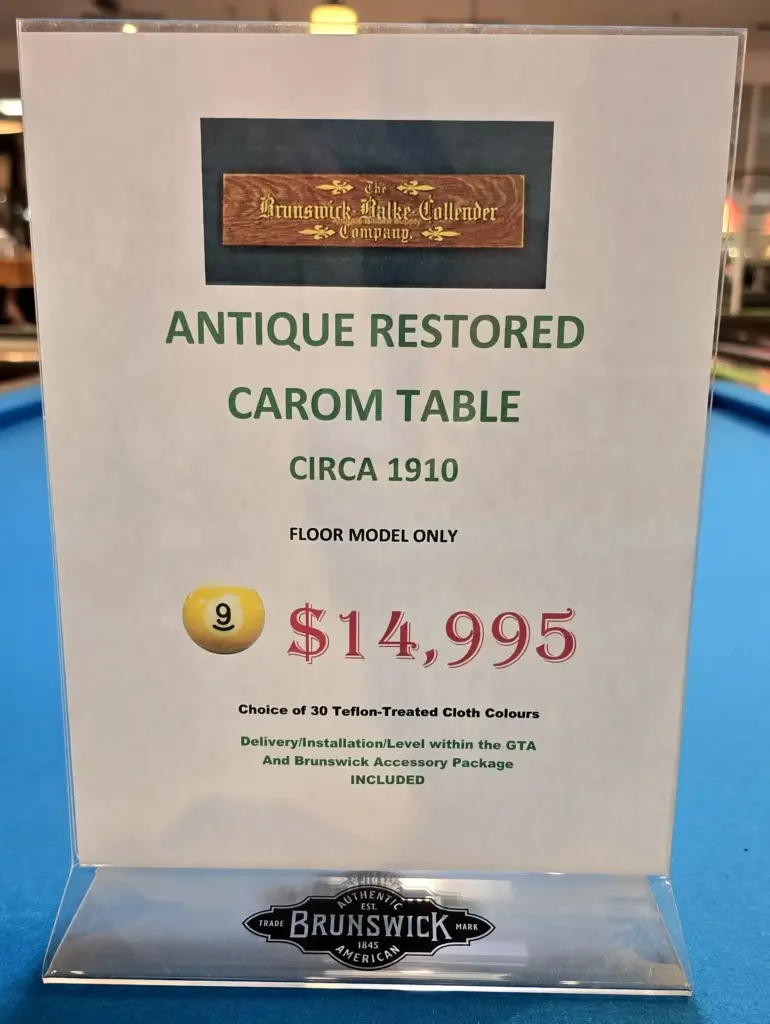 The
Brunswick-Balke-Collender
Company.
ANTIQUE RESTORED
CAROM TABLE
CIRCA 1910
FLOOR MODEL ONLY
9
$14,995
Choice of 30 Teflon-Treated Cloth Colours
Delivery/Installation/Level within the GTA
And Brunswick Accessory Package
INCLUDED
AUTHENTIC
EST.
TRADE BRUNSWICK MARK
1845
AMERICAN